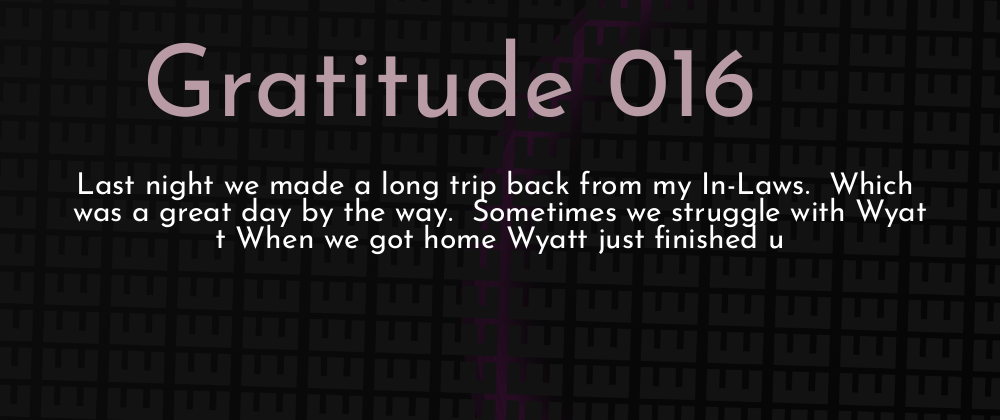 Gratitude 016
Last night we made a long trip back from my In-Laws.  Which
was a great day by the way.  Sometimes we struggle with Wyat
t When we got home Wyatt just finished u